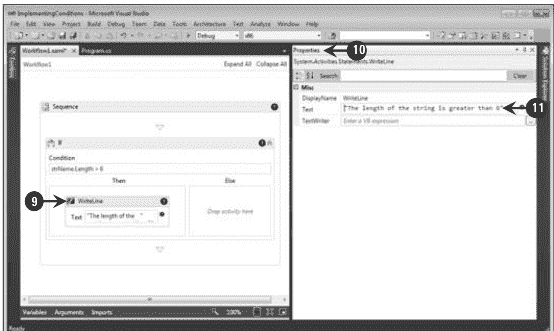 ImplementingConditions - Microsoft Visual Studio
File Edit View Project Build Debug Team Data Tools Architecture Test Analyze Window Help
Debug x86
Workflow1.xaml* Program.cs
Workflow1 Expand All Collapse All
Sequence
If
Condition
strName.Length > 6
Then Else
9
WriteLine
Text "The length of the "
Drop activity here
Variables Arguments Imports 100%
Ready
Properties
10
System.Activities.Statements.WriteLine
Search Clear
Misc
DisplayName WriteLine
Text "The length of the string is greater than 6"
11
TextWriter Enter a VB expression
Toolbox
Solution Explorer